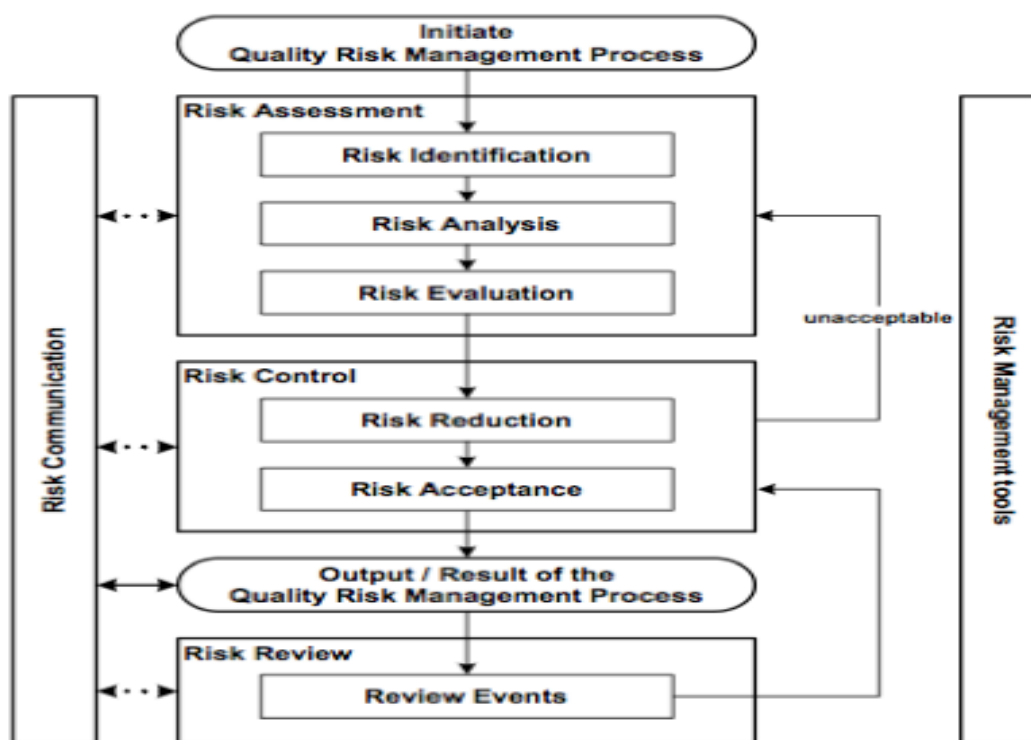 Initiate
Quality Risk Management Process
Risk Assessment
Risk Identification
Risk Analysis
Risk Evaluation
unacceptable
Risk Communication
Risk Management tools
Risk Control
Risk Reduction
Risk Acceptance
Output / Result of the
Quality Risk Management Process
Risk Review
Review Events